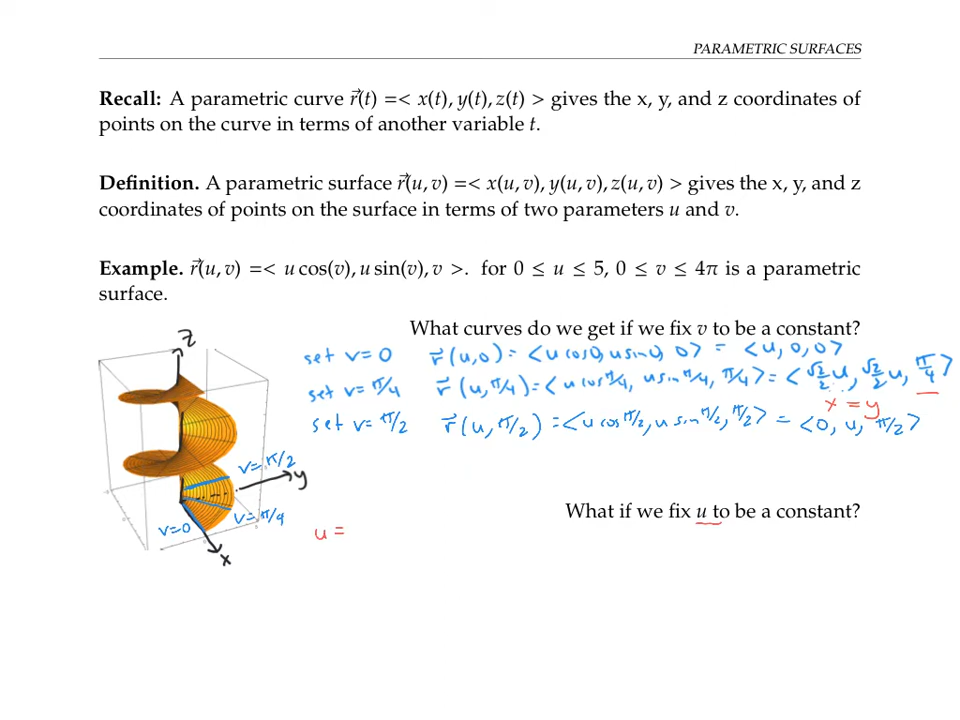 PARAMETRIC SURFACES
Recall: A parametric curve r⃗(t) =< x(t), y(t), z(t) > gives the x, y, and z coordinates of
points on the curve in terms of another variable t.
Definition. A parametric surface r⃗(u, v) =< x(u, v), y(u, v), z(u, v) > gives the x, y, and z
coordinates of points on the surface in terms of two parameters u and v.
Example. r⃗(u, v) =< u cos(v), u sin(v), v >. for 0 ≤ u ≤ 5, 0 ≤ v ≤ 4π is a parametric
surface.
What curves do we get if we fix v to be a constant?
z
set v=0 r⃗(u,0) = <u cos0, u sin0, 0> = <u, 0, 0>
set v= π/4 r⃗(u, π/4) = <u cos π/4, u sin π/4, π/4> = <√2/2 u, √2/2 u, π/4>
x = y
set v= π/2 r⃗(u, π/2) = <u cos π/2, u sin π/2, π/2> = <0, u, π/2>
v= π/2
y
v= π/4
v=0
x
What if we fix u to be a constant?
u =